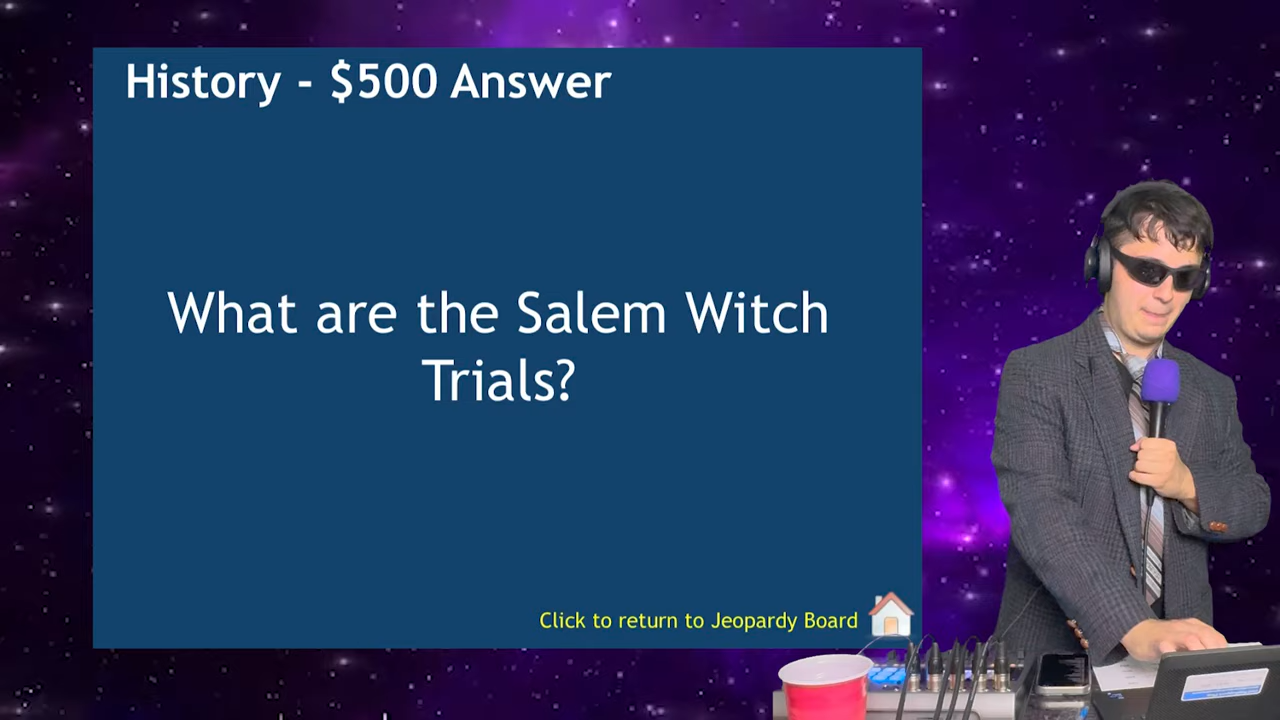 History - $500 Answer
What are the Salem Witch
Trials?
Click to return to Jeopardy Board